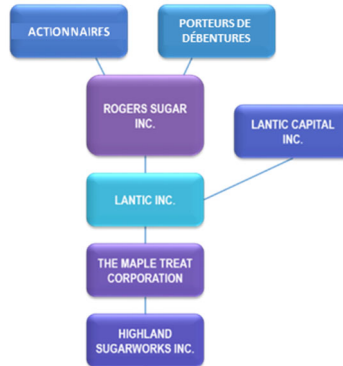 ACTIONNAIRES
PORTEURS DE
DÉBENTURES
ROGERS SUGAR
INC.
LANTIC CAPITAL
INC.
LANTIC INC.
THE MAPLE TREAT
CORPORATION
HIGHLAND
SUGARWORKS INC.